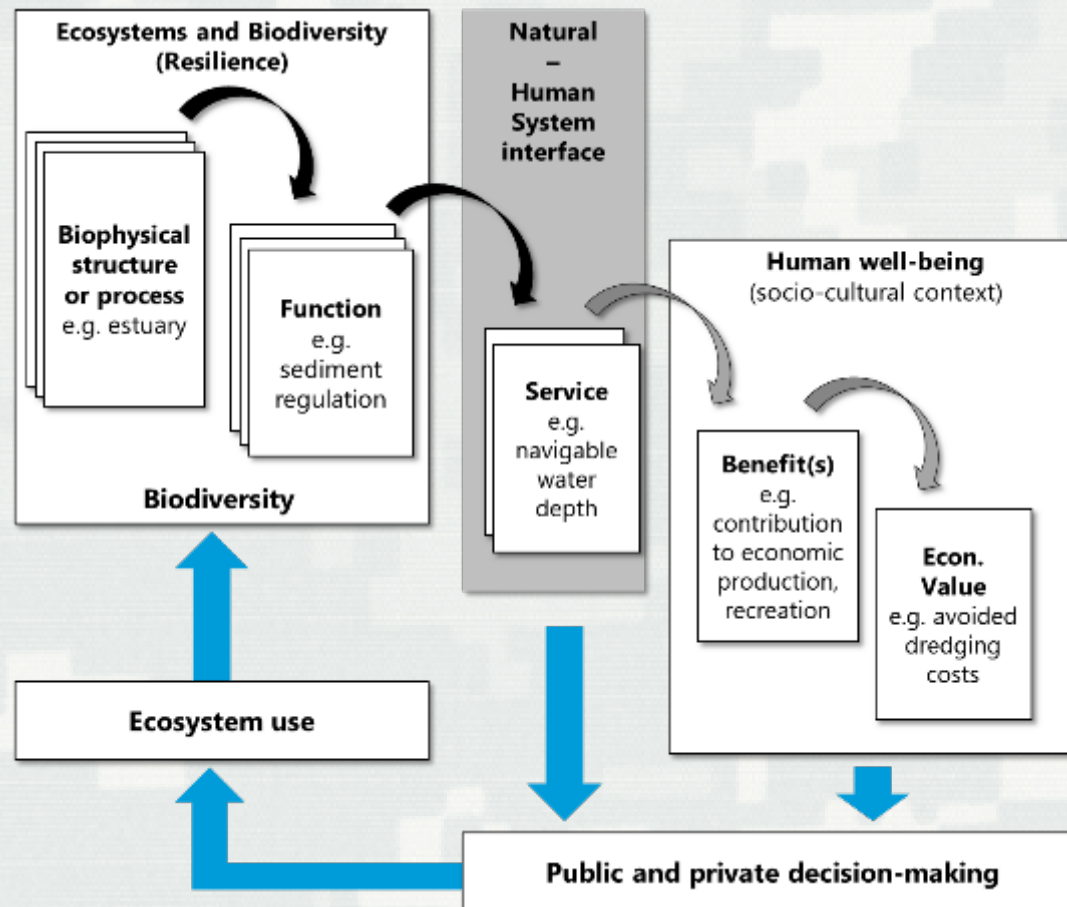 Ecosystems and Biodiversity
(Resilience)
Biophysical
structure
or process
e.g. estuary
Function
e.g.
sediment
regulation
Biodiversity
Natural
–
Human
System
interface
Service
e.g.
navigable
water
depth
Human well-being
(socio-cultural context)
Benefit(s)
e.g.
contribution
to economic
production,
recreation
Econ.
Value
e.g. avoided
dredging
costs
Ecosystem use
Public and private decision-making